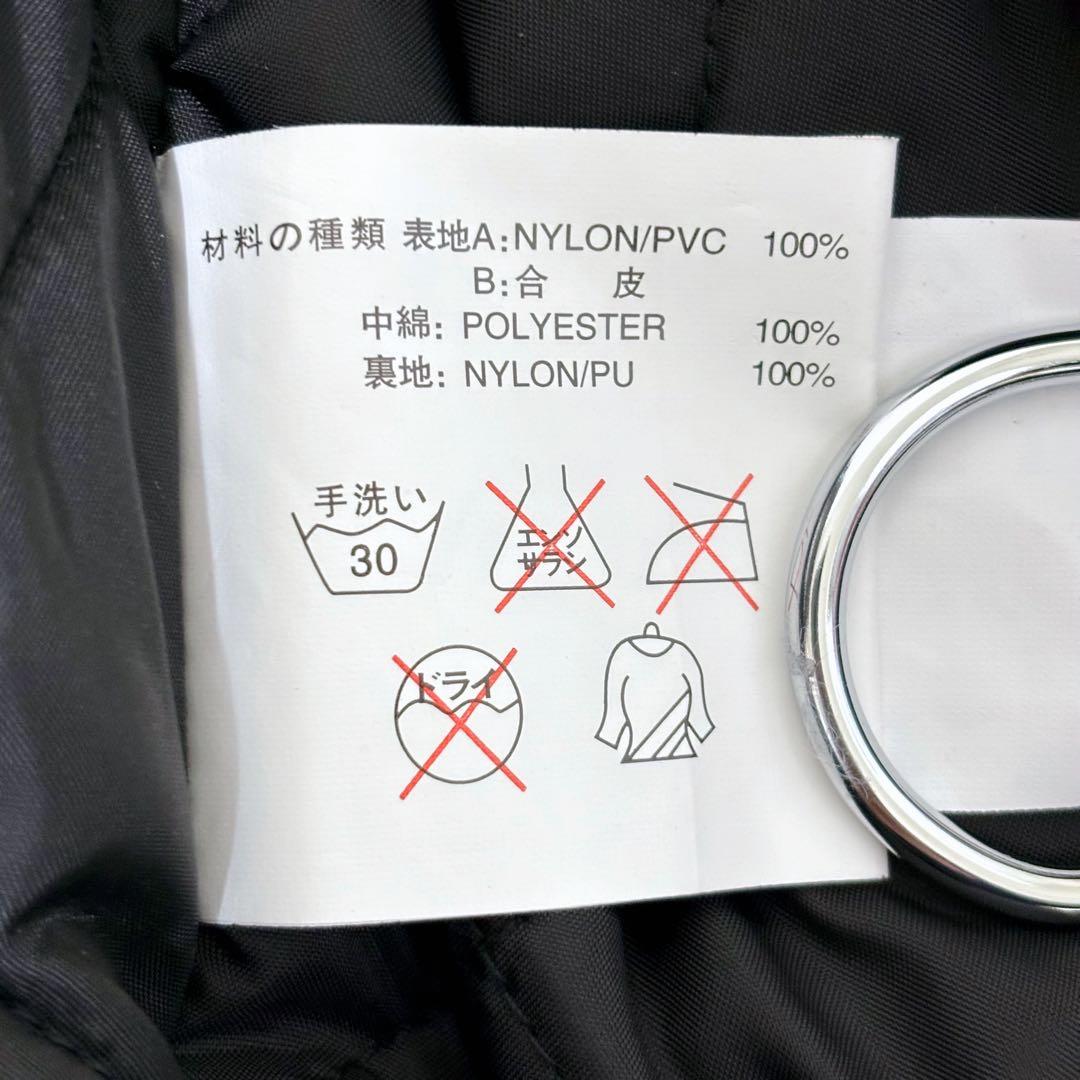 材料の種類 表地A:NYLON/PVC 100%
B:合 皮
中綿: POLYESTER 100%
裏地: NYLON/PU 100%
手洗い
30
エンソ
サラン
ドライ